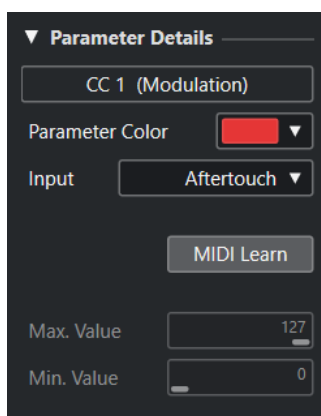 Parameter Details
CC 1 (Modulation)
Parameter Color
Input Aftertouch
MIDI Learn
Max. Value 127
Min. Value 0